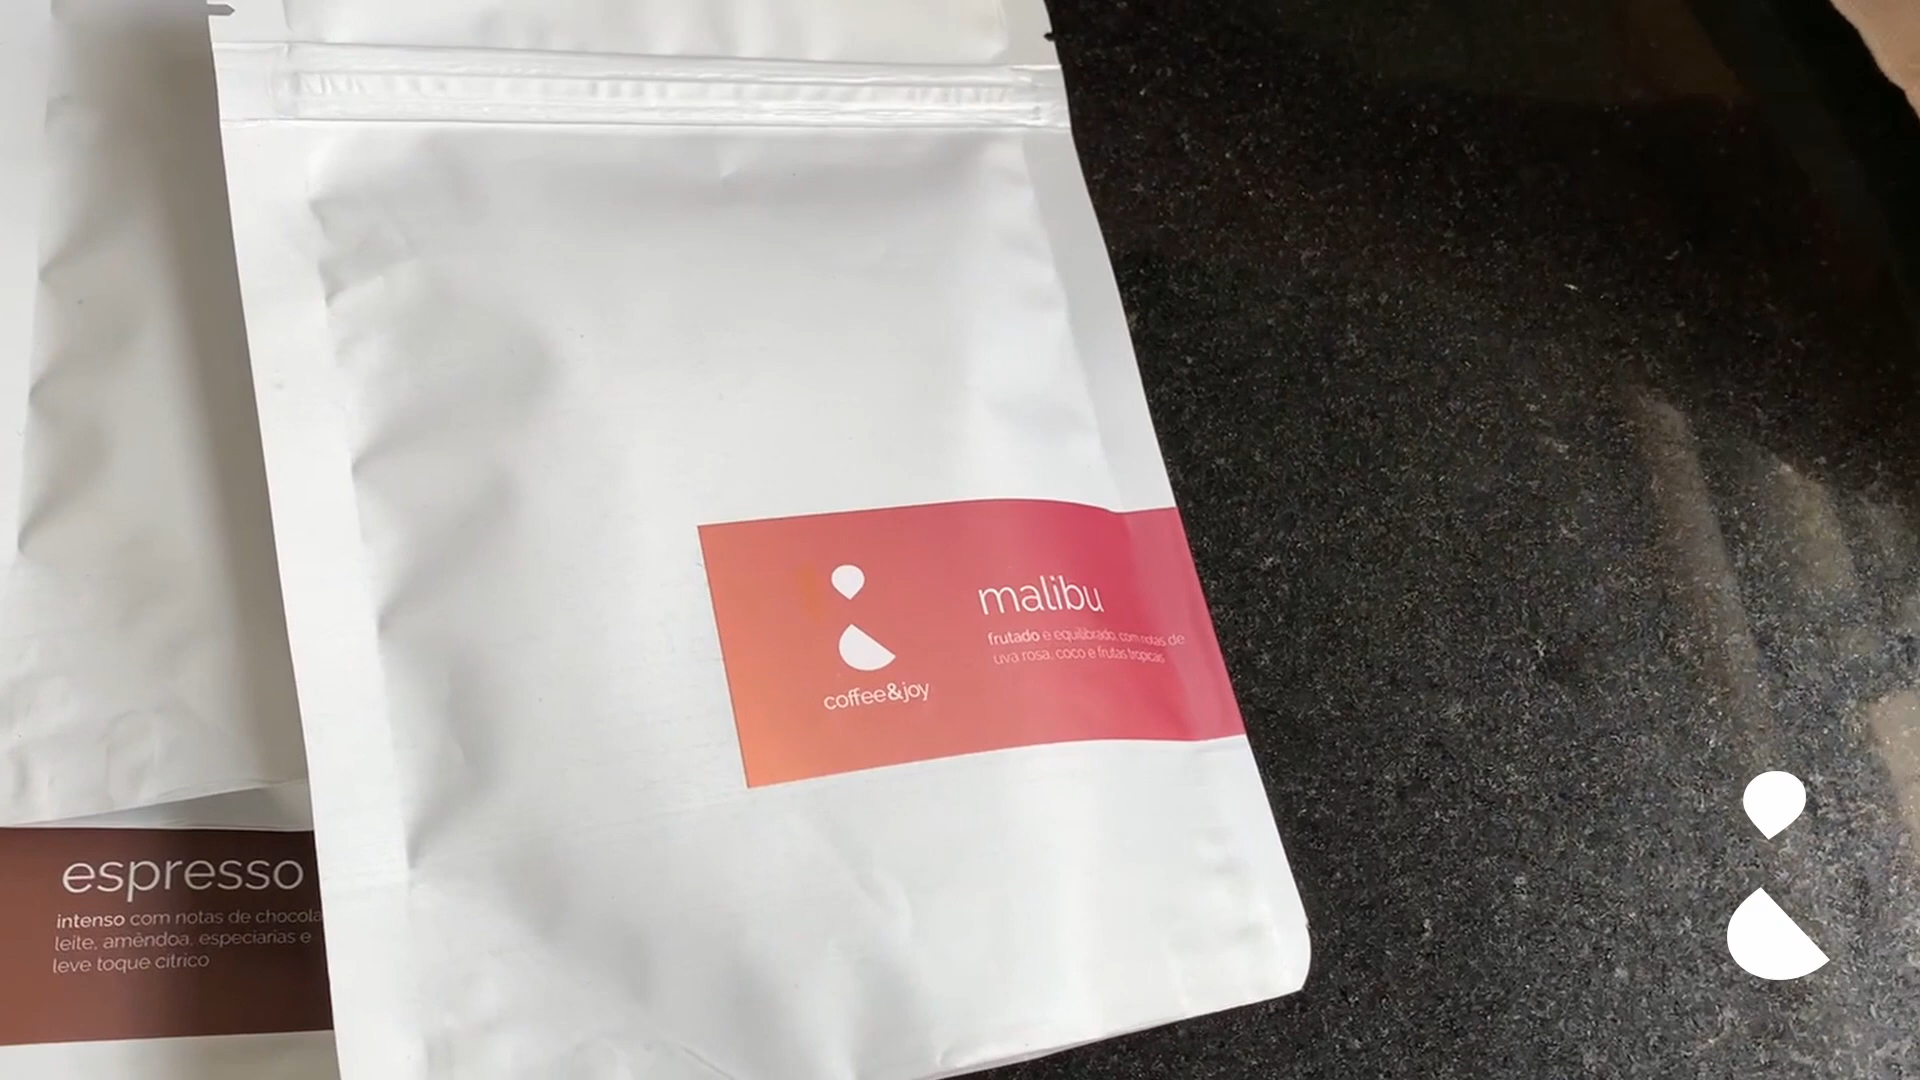 malibu
frutado e equilibrado, com notas de
uva rosa, coco e frutas tropicais
coffee&joy
espresso
intenso com notas de chocola
leite, amêndoa, especiarias e
leve toque cítrico